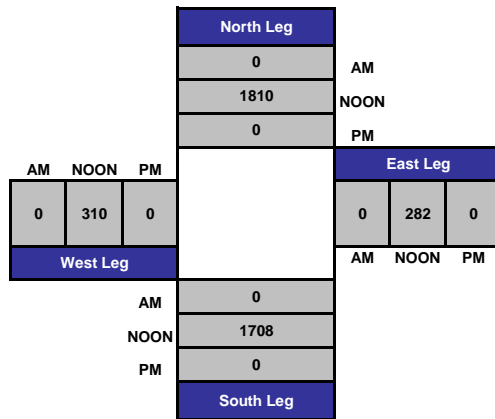 North Leg
0 AM
1810 NOON
0 PM
AM NOON PM East Leg
0 310 0 0 282 0
West Leg AM NOON PM
AM 0
NOON 1708
PM 0
South Leg